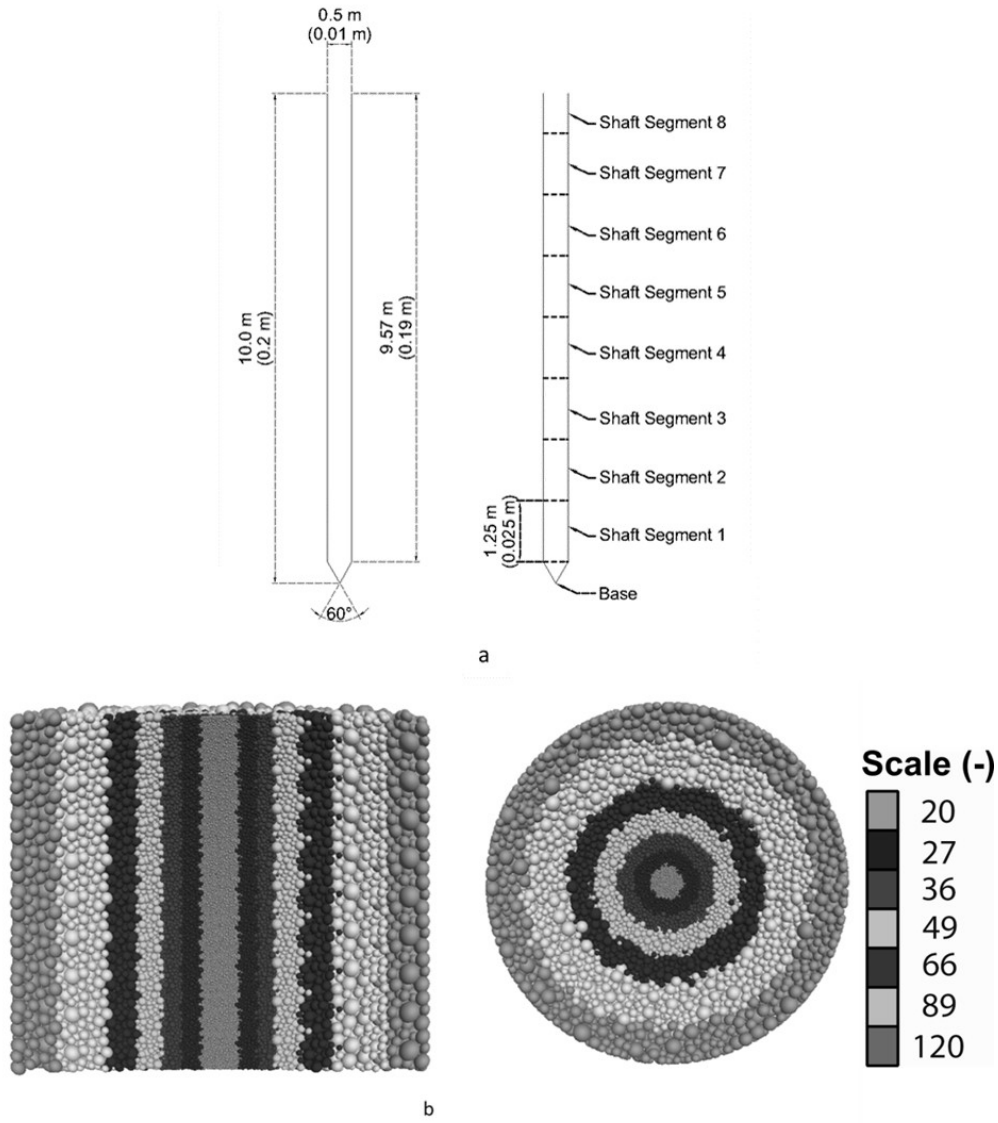 0.5 m
(0.01 m)
10.0 m
(0.2 m)
9.57 m
(0.19 m)
60°
Shaft Segment 8
Shaft Segment 7
Shaft Segment 6
Shaft Segment 5
Shaft Segment 4
Shaft Segment 3
Shaft Segment 2
1.25 m
(0.025 m)
Shaft Segment 1
Base
a
Scale (-)
20
27
36
49
66
89
120
b